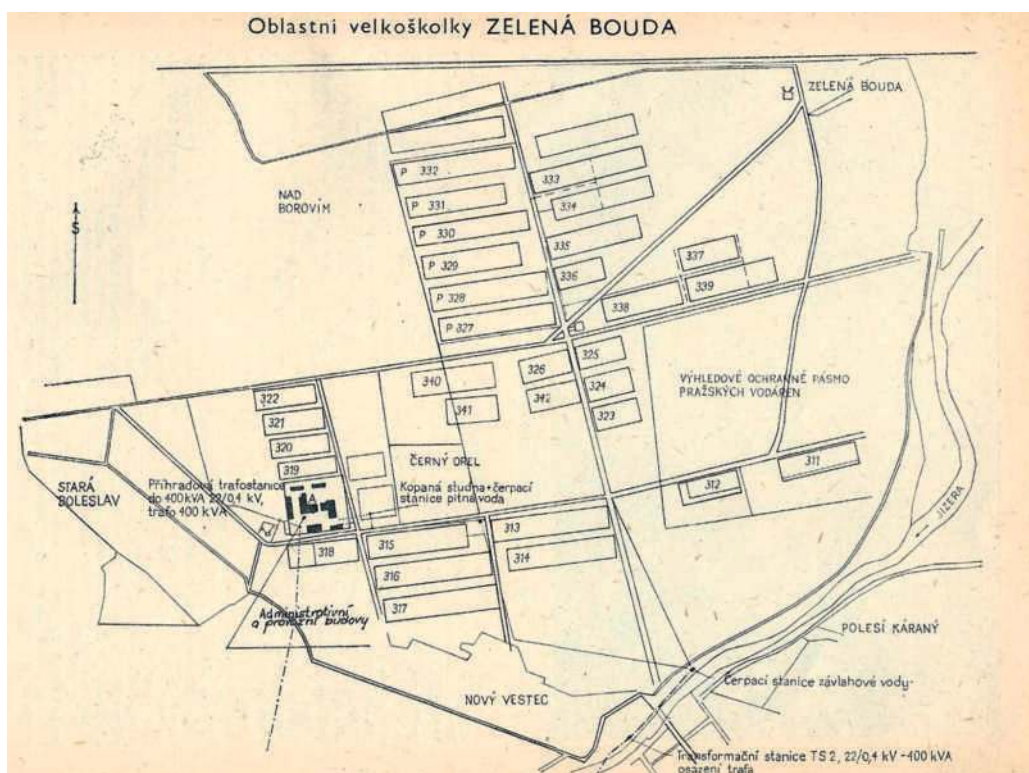 Oblastní velkoškolky ZELENÁ BOUDA
ZELENÁ BOUDA
NAD
BOROVÍM
S
P 332
P 331
P 330
P 329
P 328
P 327
333
334
335
336
337
338
339
340
341
326
342
325
324
323
322
321
320
319
VÝHLEDOVÉ OCHRANNÉ PÁSMO
PRAŽSKÝCH VODÁREN
STARÁ
BOLESLAV
Příhradová trafostanice
do 400kVA 22/0,4 kV,
trafo 400 kVA
A
ČERNÝ OREL
Kopaná studna+čerpací
stanice pitná voda
311
312
313
314
315
316
317
318
JIZERA
Administrativní
a provozní budovy
NOVÝ VESTEC
POLESÍ KÁRANÝ
Čerpací stanice závlahové vody
Transformační stanice TS 2, 22/0,4 kV -400 kVA
osazení trafa